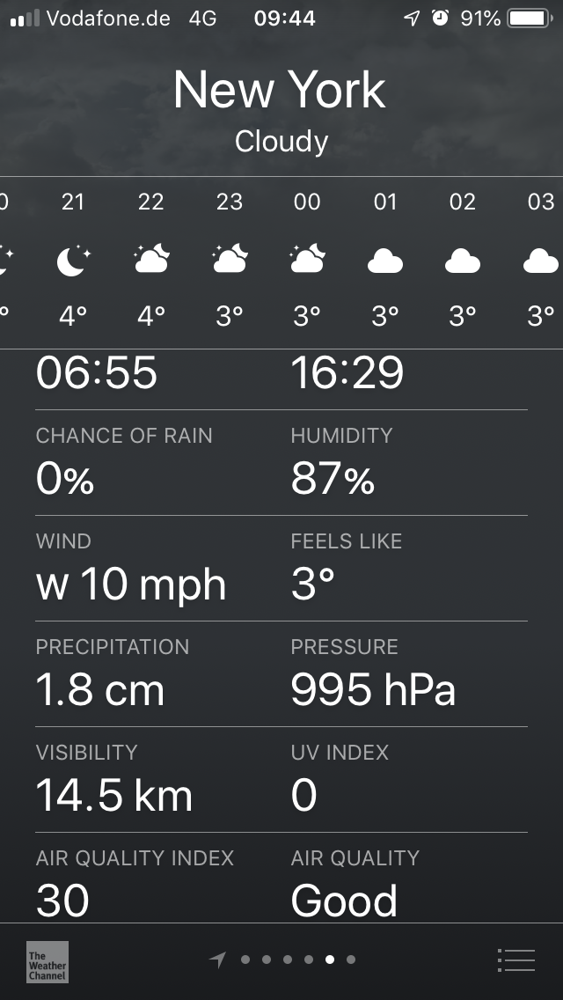 Vodafone.de 4G 09:44 91%
New York
Cloudy
0 21 22 23 00 01 02 03
° 4° 4° 3° 3° 3° 3° 3°
06:55 16:29
CHANCE OF RAIN HUMIDITY
0% 87%
WIND FEELS LIKE
w 10 mph 3°
PRECIPITATION PRESSURE
1.8 cm 995 hPa
VISIBILITY UV INDEX
14.5 km 0
AIR QUALITY INDEX AIR QUALITY
30 Good
The
Weather
Channel